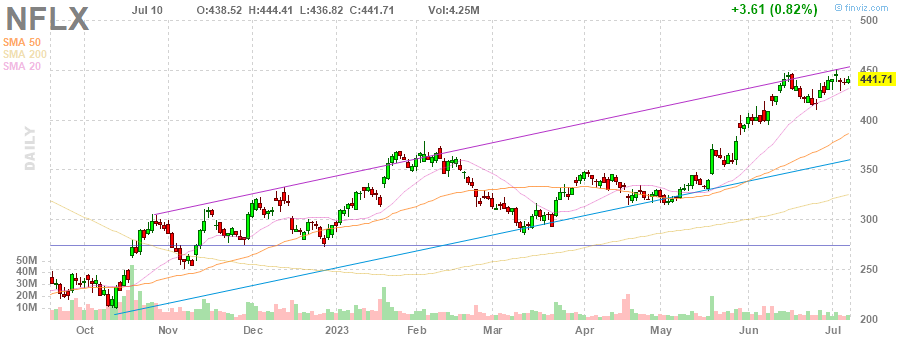 NFLX Jul 10 O:438.52 H:444.41 L:436.82 C:441.71 Vol:4.25M +3.61 (0.82%) © finviz.com
SMA 50
SMA 200
SMA 20
DAILY
500
450
441.71
400
350
300
250
200
50M
40M
30M
20M
10M
Oct Nov Dec 2023 Feb Mar Apr May Jun Jul